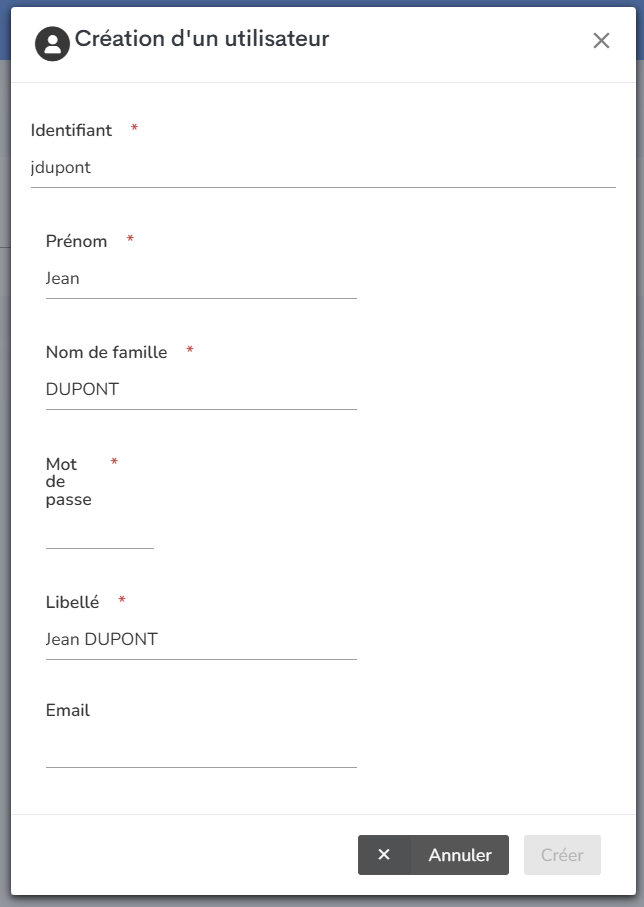 Création d'un utilisateur
Identifiant *
jdupont
Prénom *
Jean
Nom de famille *
DUPONT
Mot *
de
passe
Libellé *
Jean DUPONT
Email
Annuler
Créer